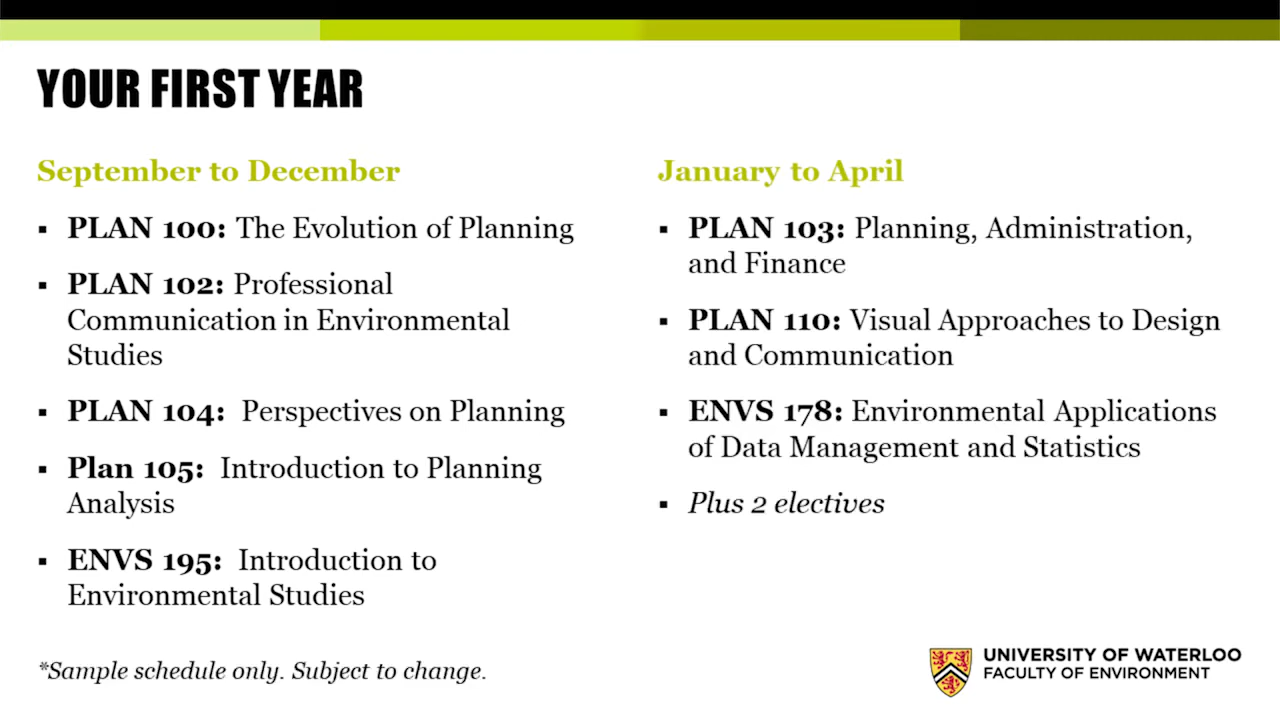 YOUR FIRST YEAR
September to December
▪ PLAN 100: The Evolution of Planning
▪ PLAN 102: Professional
Communication in Environmental
Studies
▪ PLAN 104: Perspectives on Planning
▪ Plan 105: Introduction to Planning
Analysis
▪ ENVS 195: Introduction to
Environmental Studies
January to April
▪ PLAN 103: Planning, Administration,
and Finance
▪ PLAN 110: Visual Approaches to Design
and Communication
▪ ENVS 178: Environmental Applications
of Data Management and Statistics
▪ Plus 2 electives
*Sample schedule only. Subject to change.
UNIVERSITY OF WATERLOO
FACULTY OF ENVIRONMENT